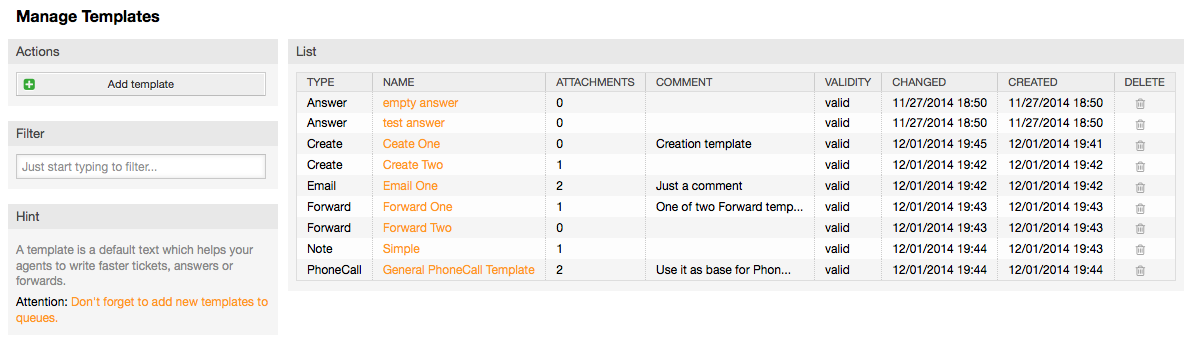 Manage Templates
Actions
Add template
Filter
Just start typing to filter...
Hint
A template is a default text which helps your
agents to write faster tickets, answers or
forwards.
Attention: Don't forget to add new templates to
queues.
List
TYPE NAME ATTACHMENTS COMMENT VALIDITY CHANGED CREATED DELETE
Answer empty answer 0 valid 11/27/2014 18:50 11/27/2014 18:50
Answer test answer 0 valid 11/27/2014 18:50 11/27/2014 18:50
Create Ceate One 0 Creation template valid 12/01/2014 19:45 12/01/2014 19:41
Create Create Two 1 valid 12/01/2014 19:42 12/01/2014 19:42
Email Email One 2 Just a comment valid 12/01/2014 19:42 12/01/2014 19:42
Forward Forward One 1 One of two Forward temp... valid 12/01/2014 19:43 12/01/2014 19:43
Forward Forward Two 0 valid 12/01/2014 19:43 12/01/2014 19:43
Note Simple 1 valid 12/01/2014 19:44 12/01/2014 19:43
PhoneCall General PhoneCall Template 2 Use it as base for Phon... valid 12/01/2014 19:44 12/01/2014 19:44